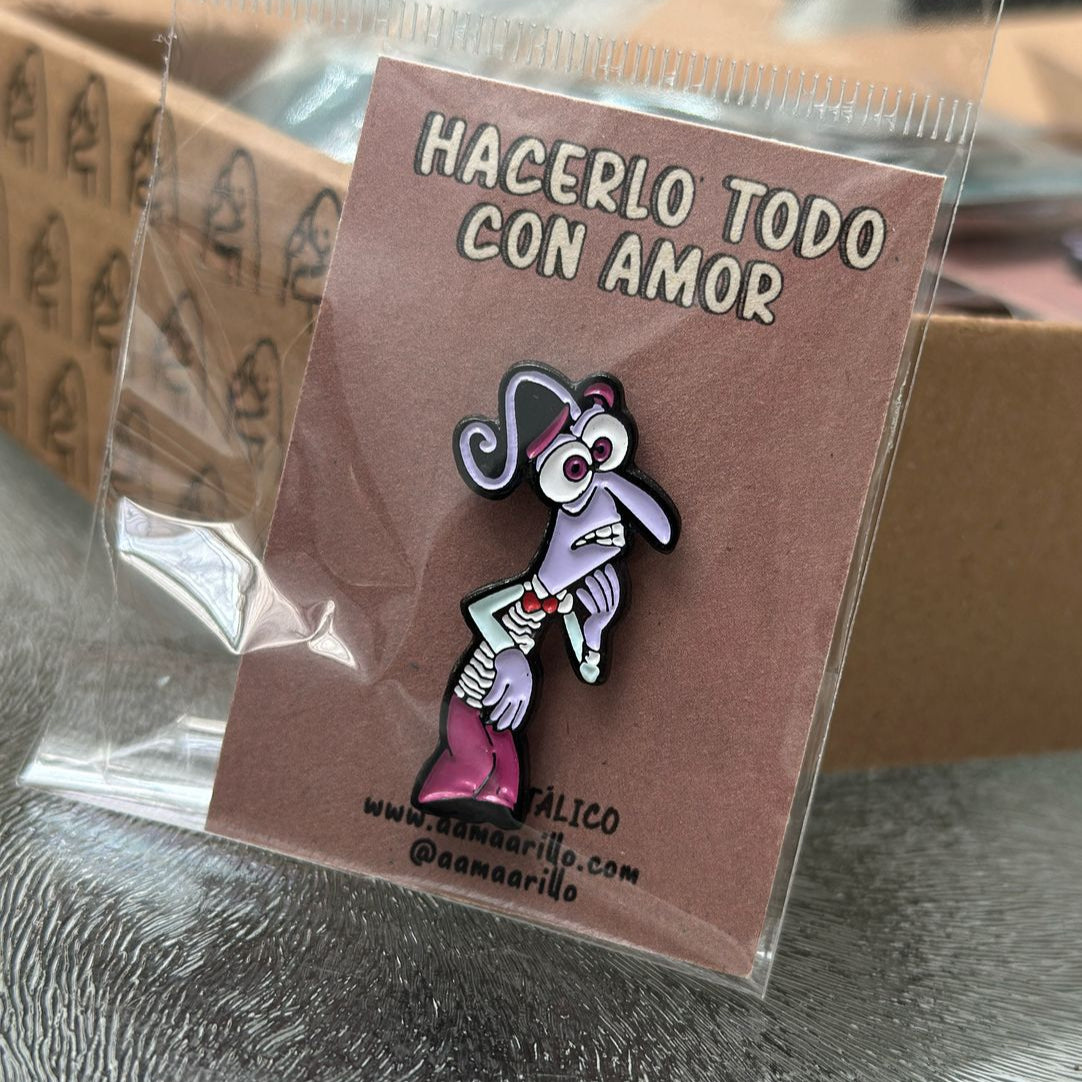 HACERLO TODO
CON AMOR
TÁLICO
www.aamaarillo.com
@aamaarillo